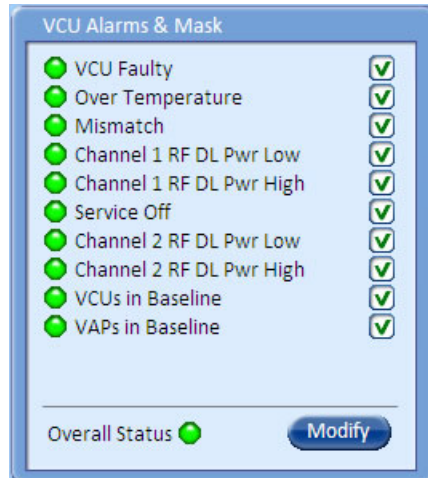 VCU Alarms & Mask
VCU Faulty
Over Temperature
Mismatch
Channel 1 RF DL Pwr Low
Channel 1 RF DL Pwr High
Service Off
Channel 2 RF DL Pwr Low
Channel 2 RF DL Pwr High
VCUs in Baseline
VAPs in Baseline
Overall Status Modify